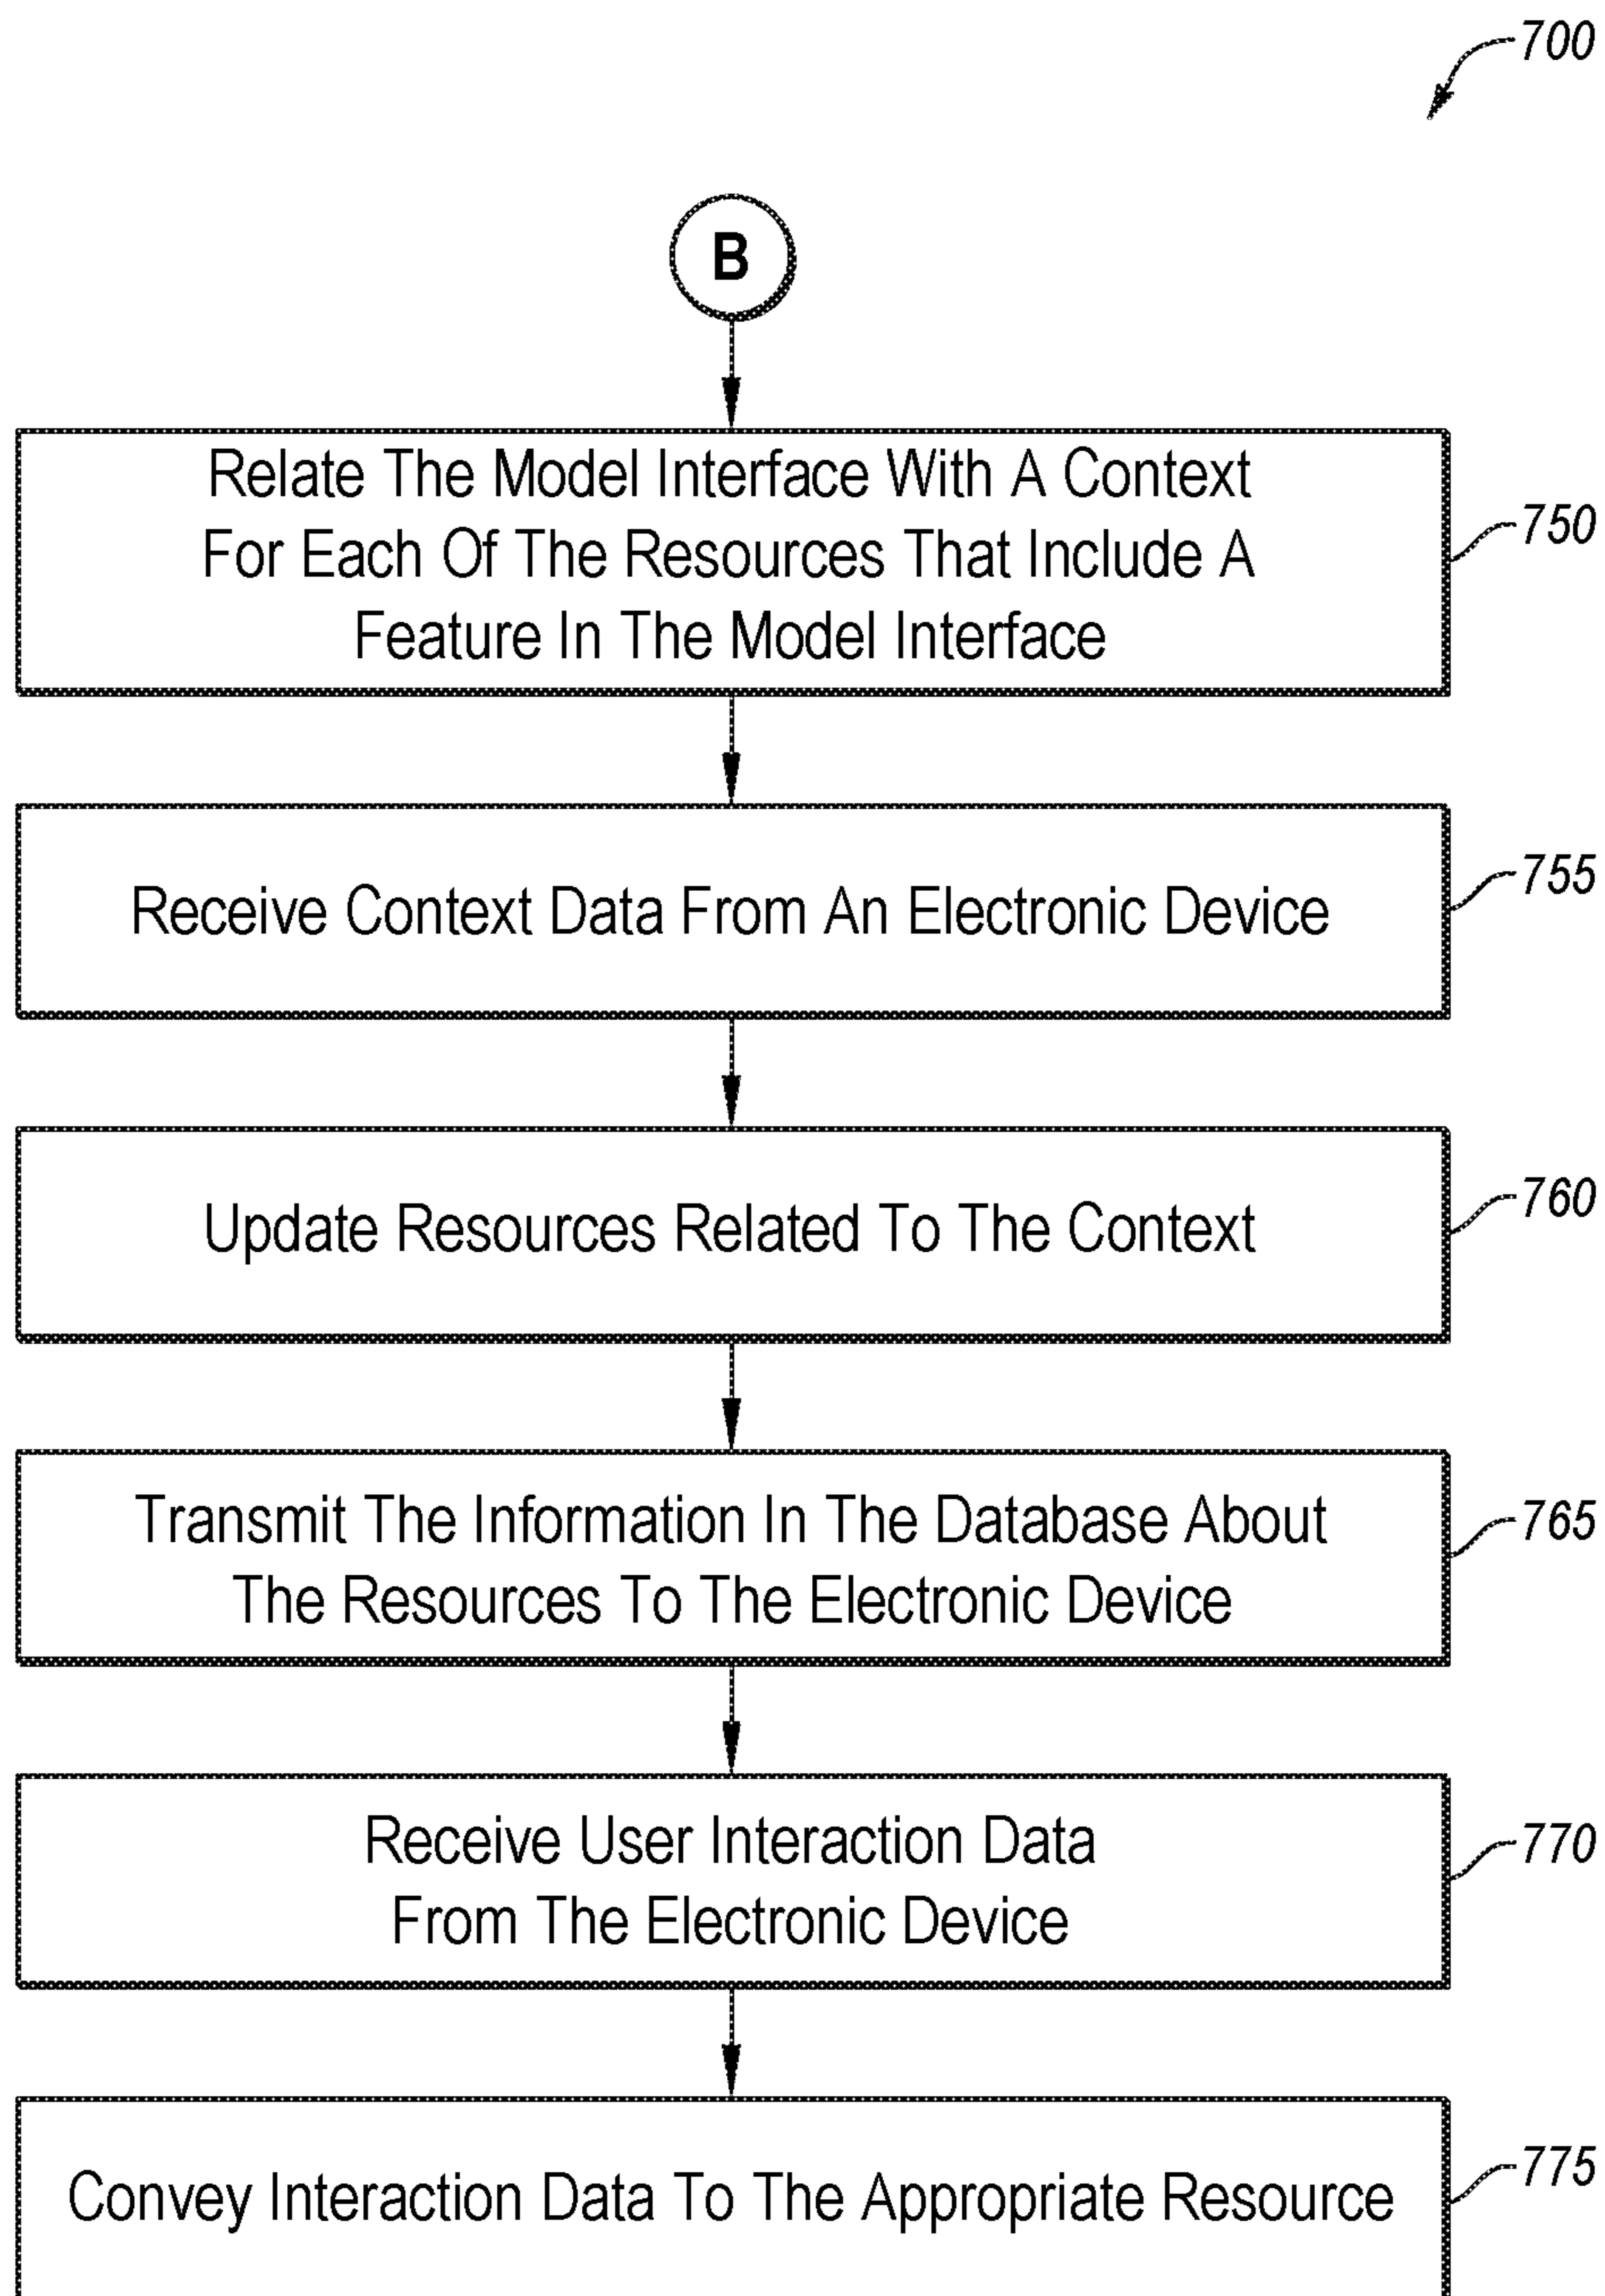 700
B
Relate The Model Interface With A Context
For Each Of The Resources That Include A
Feature In The Model Interface
750
Receive Context Data From An Electronic Device
755
Update Resources Related To The Context
760
Transmit The Information In The Database About
The Resources To The Electronic Device
765
Receive User Interaction Data
From The Electronic Device
770
Convey Interaction Data To The Appropriate Resource
775